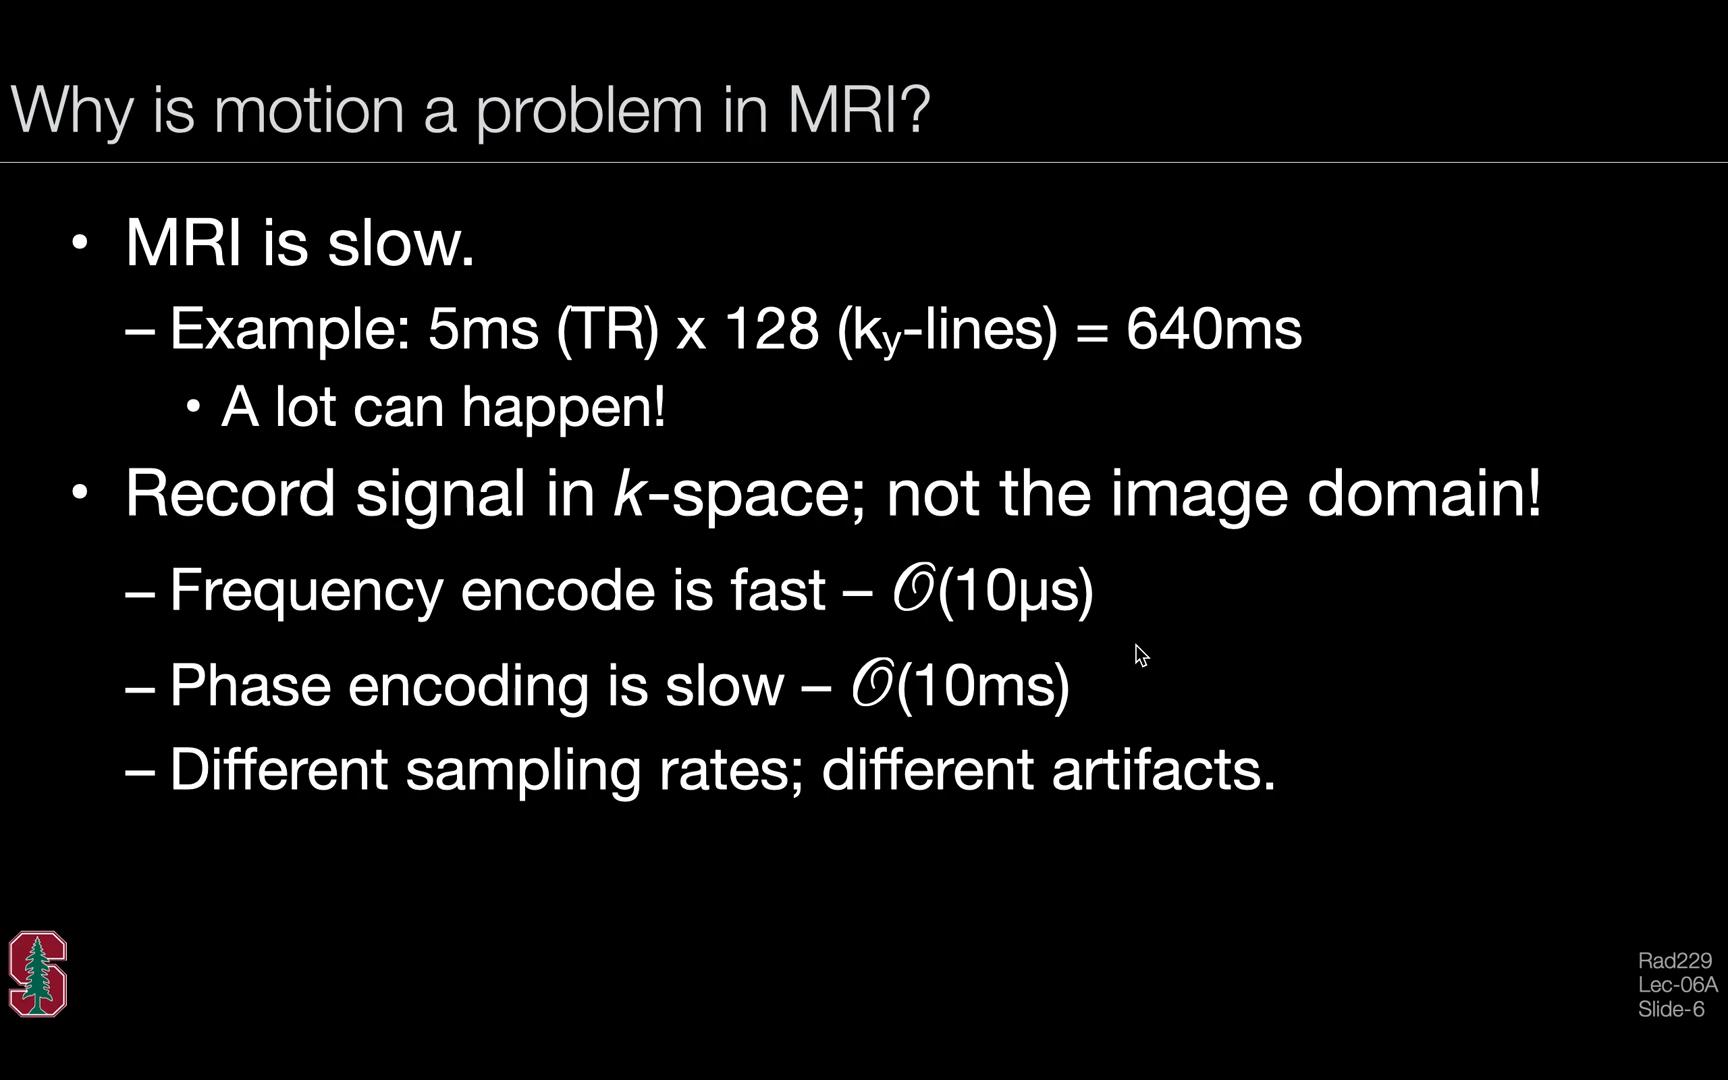 Why is motion a problem in MRI?
• MRI is slow.
– Example: 5ms (TR) x 128 (ky-lines) = 640ms
• A lot can happen!
• Record signal in k-space; not the image domain!
– Frequency encode is fast – 𝒪(10µs)
– Phase encoding is slow – 𝒪(10ms)
– Different sampling rates; different artifacts.
S
Rad229
Lec-06A
Slide-6